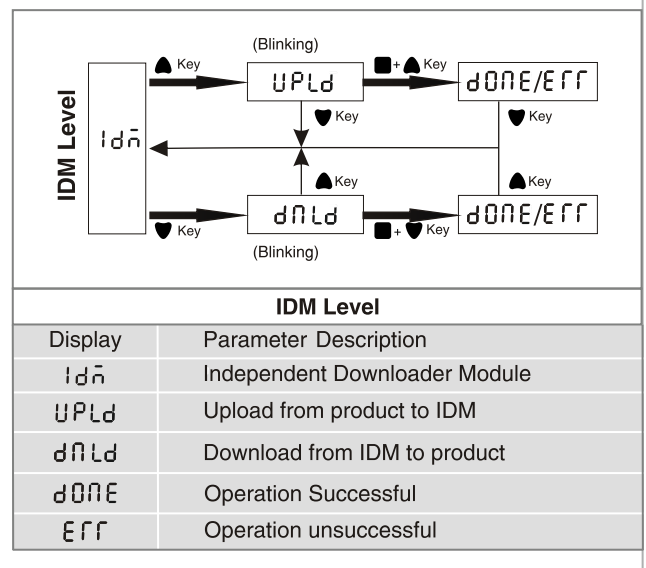 (Blinking)
Key
+ Key
UPLd
dONE/Err
Key
Key
IDM Level
Idm
Key
Key
dNLd
dONE/Err
Key
+ Key
(Blinking)
IDM Level
Display Parameter Description
Idm Independent Downloader Module
UPLd Upload from product to IDM
dNLd Download from IDM to product
dONE Operation Successful
Err Operation unsuccessful